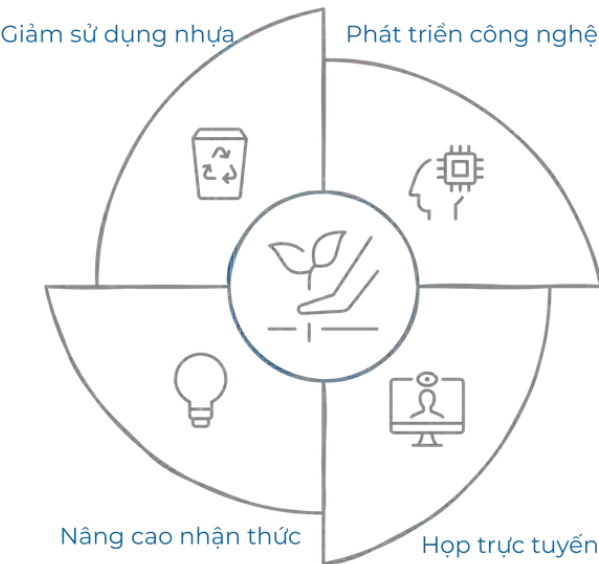 Giảm sử dụng nhựa
Phát triển công nghệ
Nâng cao nhận thức
Họp trực tuyến